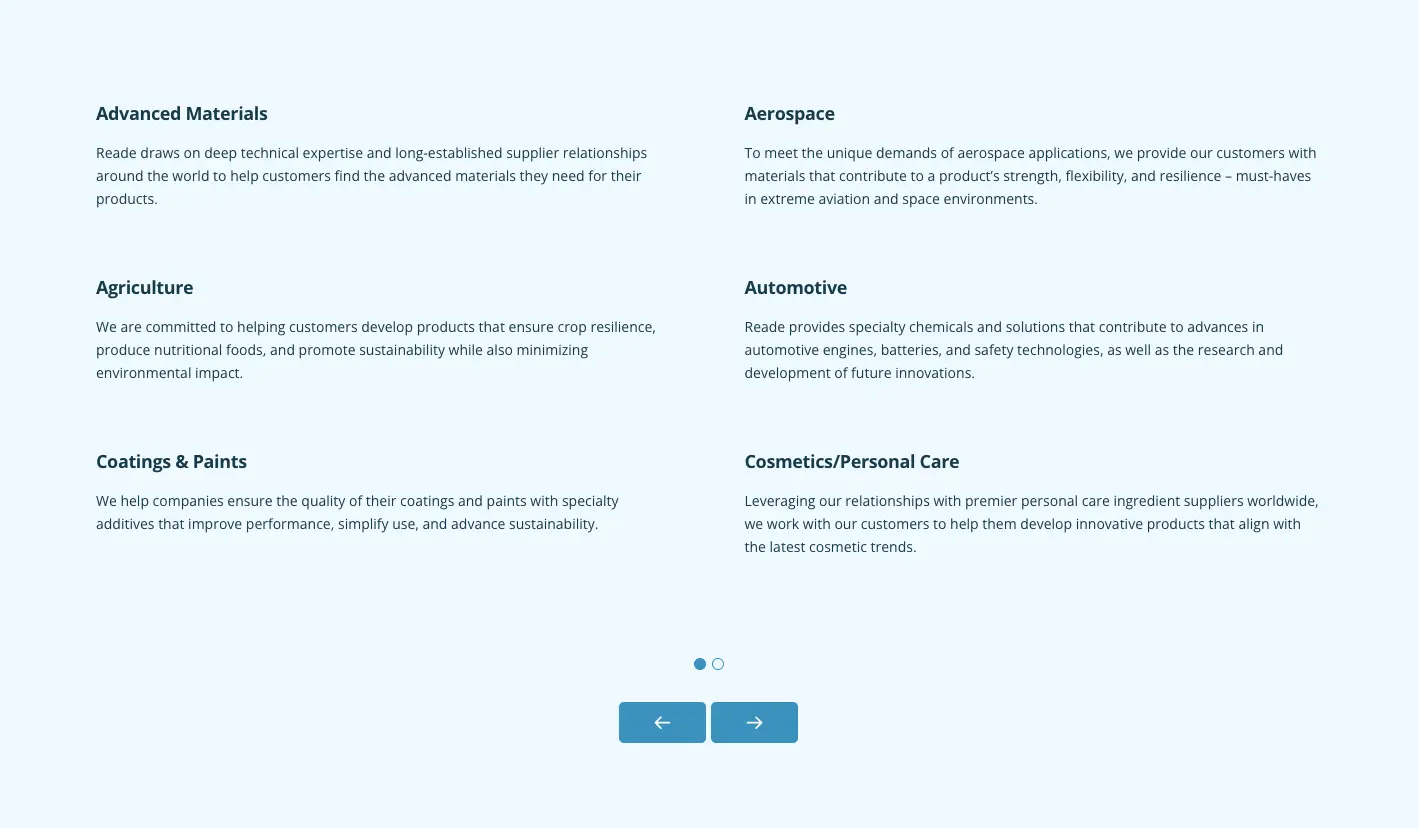 Advanced Materials
Reade draws on deep technical expertise and long-established supplier relationships
around the world to help customers find the advanced materials they need for their
products.
Aerospace
To meet the unique demands of aerospace applications, we provide our customers with
materials that contribute to a product’s strength, flexibility, and resilience – must-haves
in extreme aviation and space environments.
Agriculture
We are committed to helping customers develop products that ensure crop resilience,
produce nutritional foods, and promote sustainability while also minimizing
environmental impact.
Automotive
Reade provides specialty chemicals and solutions that contribute to advances in
automotive engines, batteries, and safety technologies, as well as the research and
development of future innovations.
Coatings & Paints
We help companies ensure the quality of their coatings and paints with specialty
additives that improve performance, simplify use, and advance sustainability.
Cosmetics/Personal Care
Leveraging our relationships with premier personal care ingredient suppliers worldwide,
we work with our customers to help them develop innovative products that align with
the latest cosmetic trends.